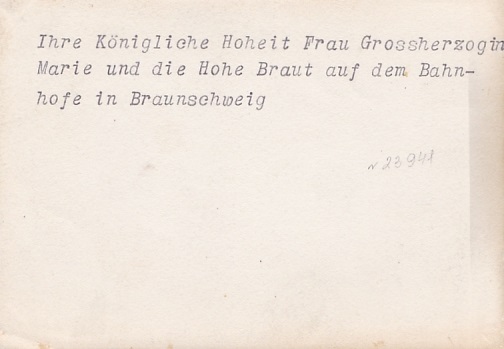 Ihre Königliche Hoheit Frau Grossherzogin
Marie und die Hohe Braut auf dem Bahn-
hofe in Braunschweig
23941